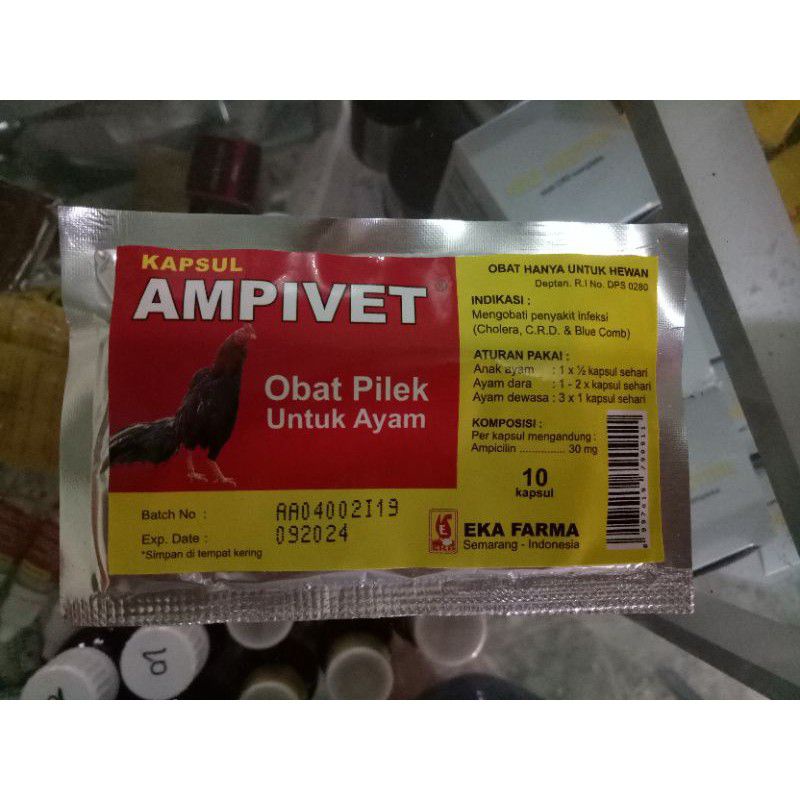 KAPSUL
AMPIVET®
Obat Pilek
Untuk Ayam
Batch No : AA04002I19
Exp. Date : 092024
*Simpan di tempat kering
OBAT HANYA UNTUK HEWAN
Deptan. R.I No. DPS 0280
INDIKASI :
Mengobati penyakit infeksi
(Cholera, C.R.D. & Blue Comb)
ATURAN PAKAI :
Anak ayam : 1 x ½ kapsul sehari
Ayam dara : 1 - 2 x kapsul sehari
Ayam dewasa : 3 x 1 kapsul sehari
KOMPOSISI :
Per kapsul mengandung :
Ampicilin ................ 30 mg
10
kapsul
EKA FARMA
Semarang - Indonesia